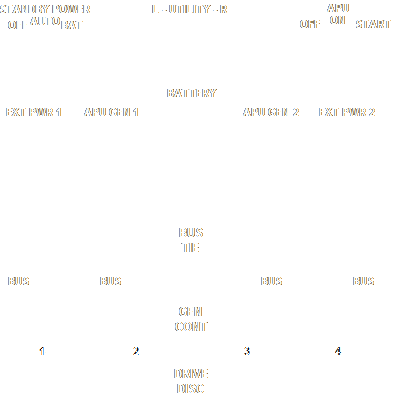 STANDBY POWER
OFF AUTO BAT
L - UTILITY - R
APU
OFF ON START
BATTERY
EXT PWR 1 APU GEN 1 APU GEN 2 EXT PWR 2
BUS
TIE
BUS BUS BUS BUS
GEN
CONT
1 2 3 4
DRIVE
DISC